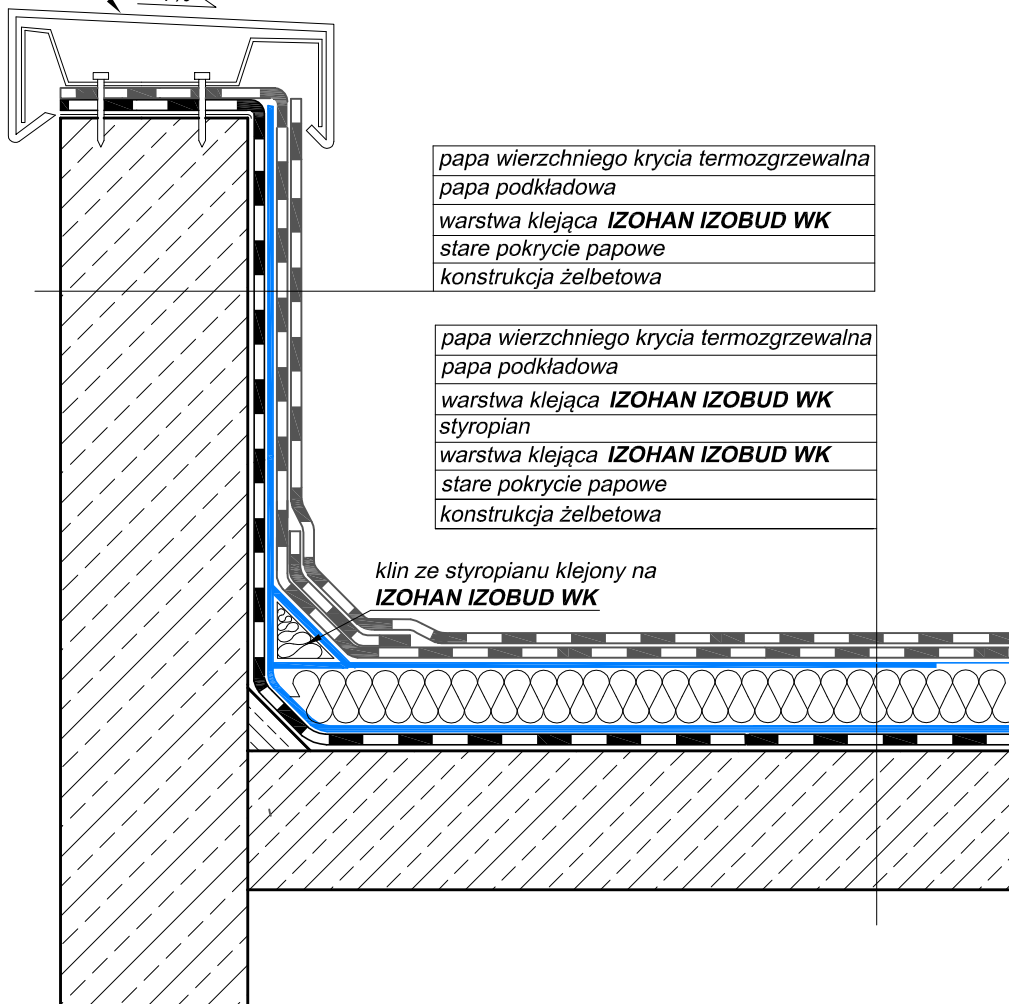 papa wierzchniego krycia termozgrzewalna
papa podkładowa
warstwa klejąca IZOHAN IZOBUD WK
stare pokrycie papowe
konstrukcja żelbetowa
papa wierzchniego krycia termozgrzewalna
papa podkładowa
warstwa klejąca IZOHAN IZOBUD WK
styropian
warstwa klejąca IZOHAN IZOBUD WK
stare pokrycie papowe
konstrukcja żelbetowa
klin ze styropianu klejony na
IZOHAN IZOBUD WK